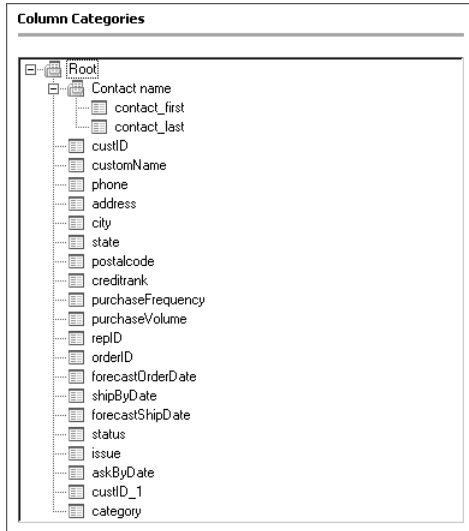 Column Categories
Root
Contact name
contact_first
contact_last
custID
customName
phone
address
city
state
postalcode
creditrank
purchaseFrequency
purchaseVolume
repID
orderID
forecastOrderDate
shipByDate
forecastShipDate
status
issue
askByDate
custID_1
category